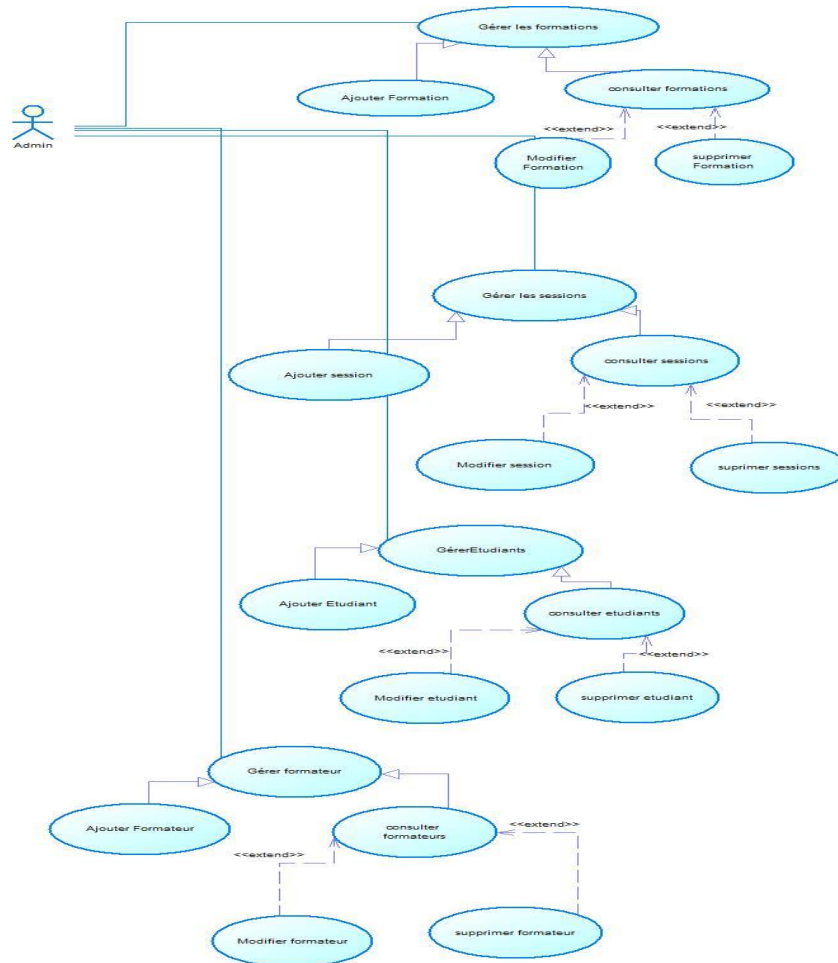 Gérer les formations
Ajouter Formation
consulter formations
Admin
<<extend>>
<<extend>>
Modifier
Formation
supprimer
Formation
Gérer les sessions
Ajouter session
consulter sessions
<<extend>>
<<extend>>
Modifier session
suprimer sessions
GérerEtudiants
Ajouter Etudiant
consulter etudiants
<<extend>>
<<extend>>
Modifier etudiant
supprimer etudiant
Gérer formateur
Ajouter Formateur
consulter
formateurs
<<extend>>
<<extend>>
Modifier formateur
supprimer formateur